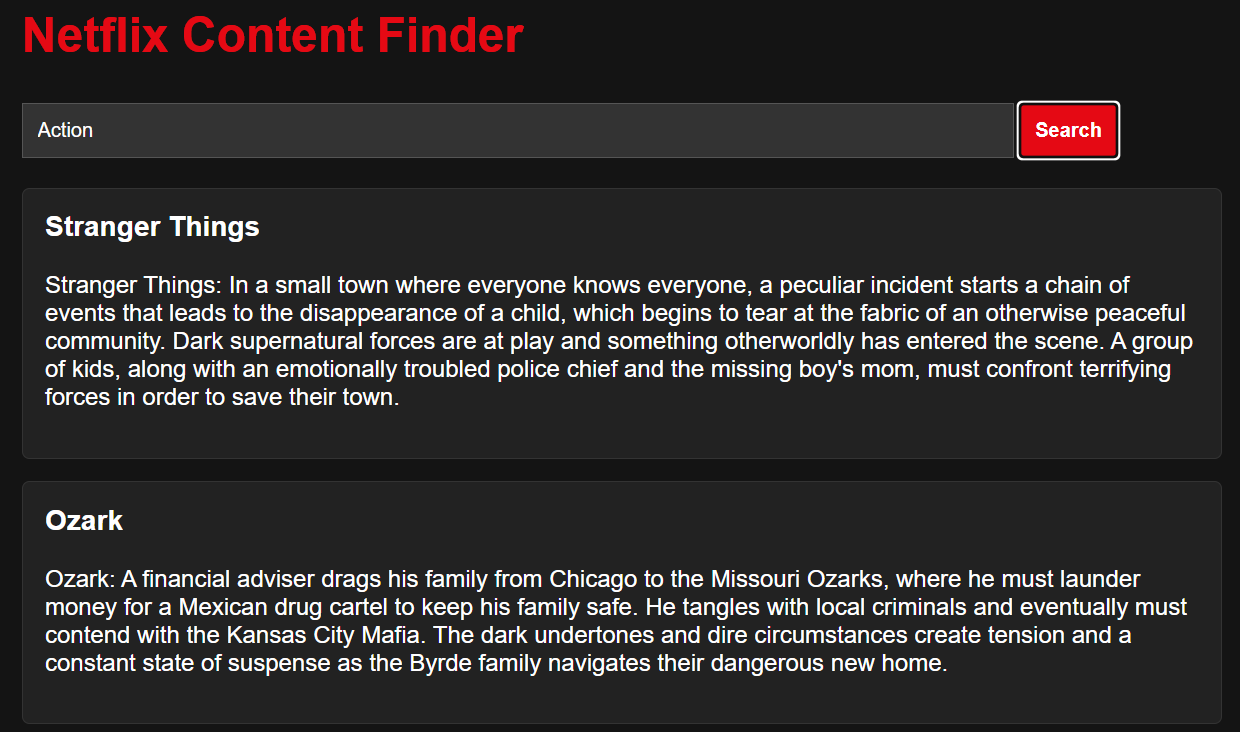 Netflix Content Finder
Action
Search
Stranger Things
Stranger Things: In a small town where everyone knows everyone, a peculiar incident starts a chain of
events that leads to the disappearance of a child, which begins to tear at the fabric of an otherwise peaceful
community. Dark supernatural forces are at play and something otherworldly has entered the scene. A group
of kids, along with an emotionally troubled police chief and the missing boy's mom, must confront terrifying
forces in order to save their town.
Ozark
Ozark: A financial adviser drags his family from Chicago to the Missouri Ozarks, where he must launder
money for a Mexican drug cartel to keep his family safe. He tangles with local criminals and eventually must
contend with the Kansas City Mafia. The dark undertones and dire circumstances create tension and a
constant state of suspense as the Byrde family navigates their dangerous new home.